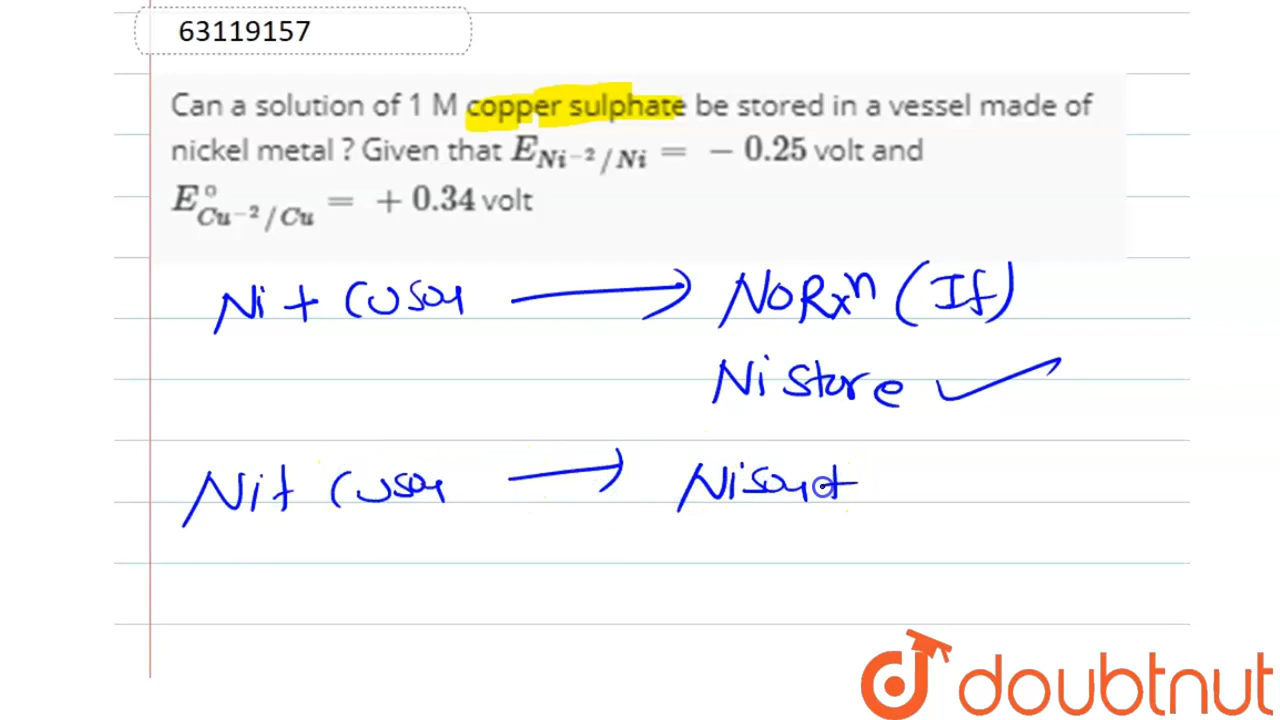 63119157
Can a solution of 1 M copper sulphate be stored in a vessel made of
nickel metal ? Given that E_{Ni^{-2}/Ni} = -0.25 volt and
E°_{Cu^{-2}/Cu} = +0.34 volt
Ni + CuSO4 ⟶ NO Rxn (If)
Ni Store ✓
Ni + CuSO4 ⟶ NiSO4 +
doubtnut